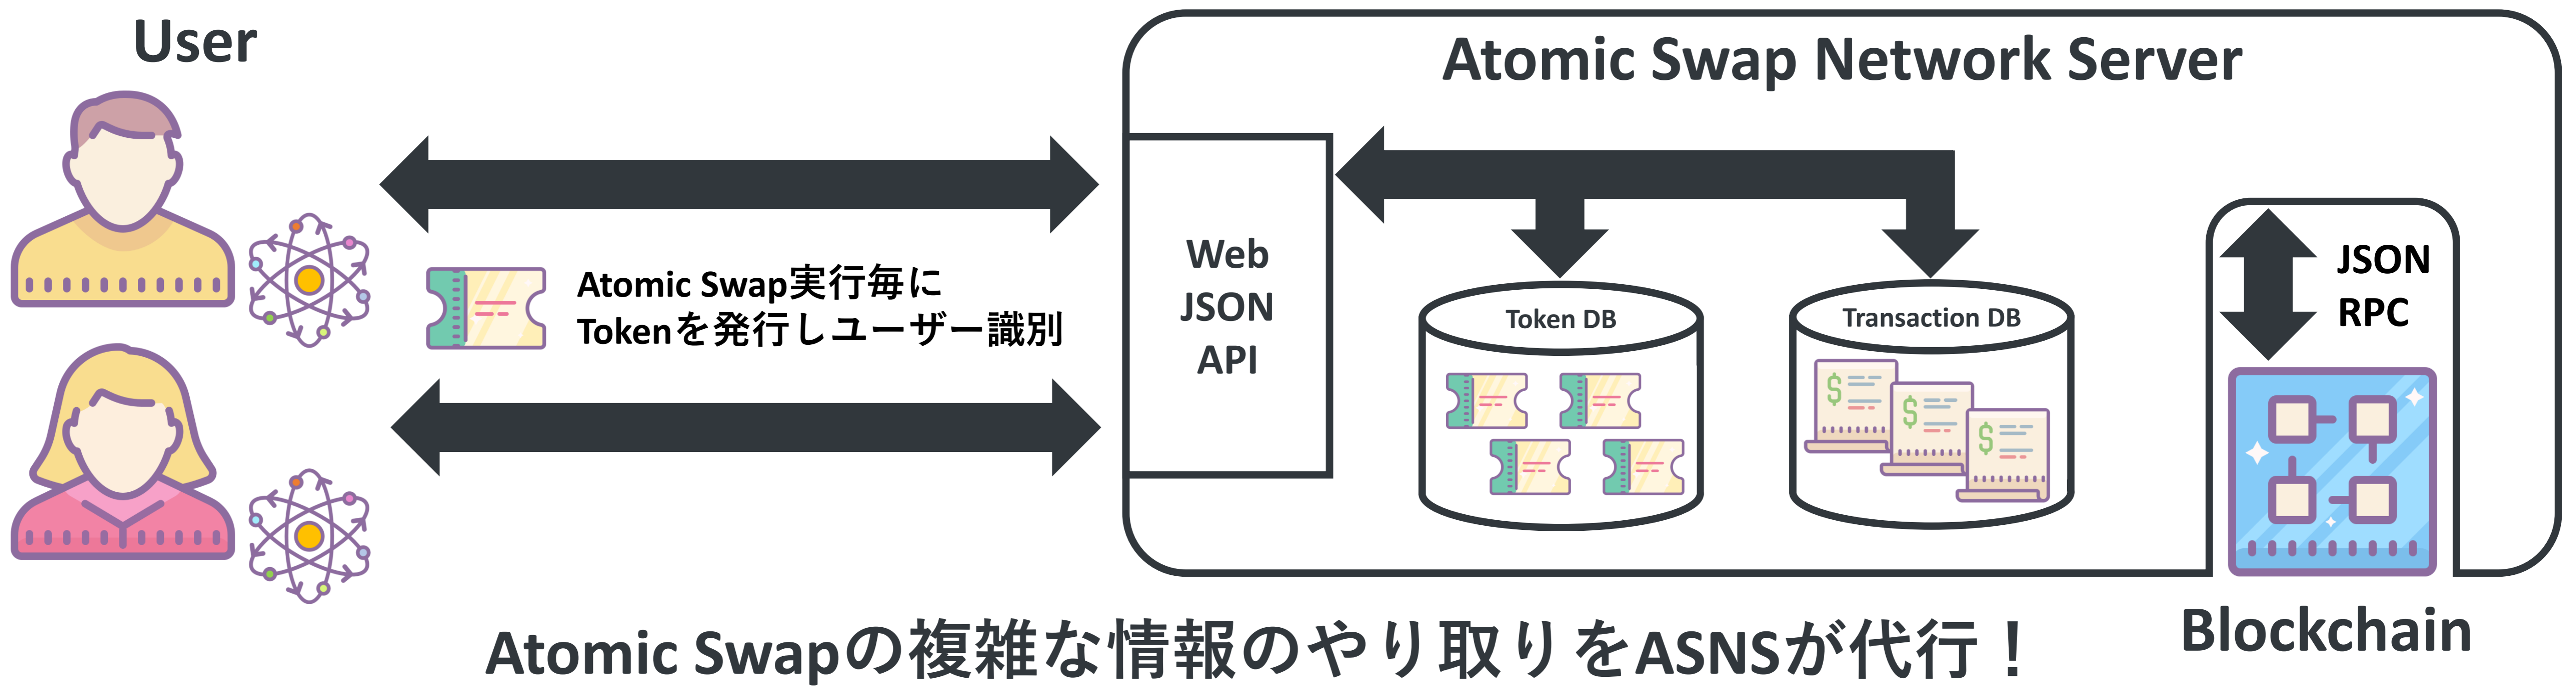 User
Atomic Swap Network Server
Atomic Swap実行毎に
Tokenを発行しユーザー識別
Web
JSON
API
Token DB
Transaction DB
JSON
RPC
Blockchain
Atomic Swapの複雑な情報のやり取りをASNSが代行！